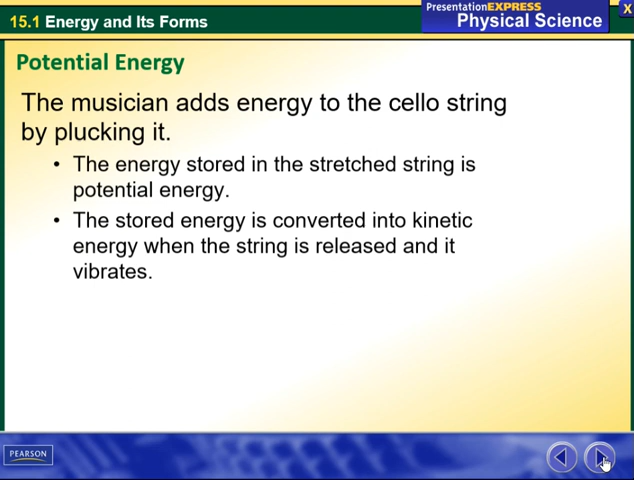 15.1 Energy and Its Forms
PresentationEXPRESS
Physical Science
X
Potential Energy
The musician adds energy to the cello string
by plucking it.
• The energy stored in the stretched string is
potential energy.
• The stored energy is converted into kinetic
energy when the string is released and it
vibrates.
PEARSON